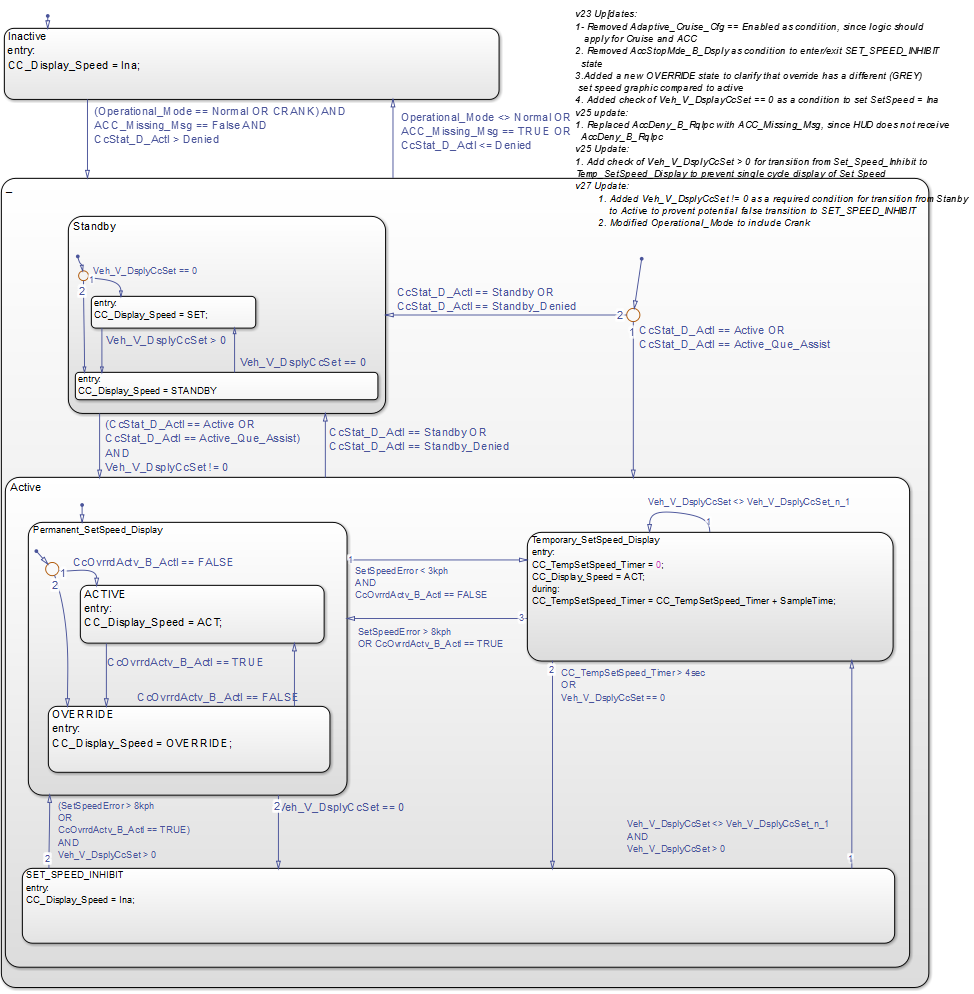 v23 Up[dates:
1- Removed Adaptive_Cruise_Cfg == Enabled as condition, since logic should
apply for Cruise and ACC
2. Removed AccStopMde_B_Dsply as condition to enter/exit SET_SPEED_INHIBIT
state
3.Added a new OVERRIDE state to clarify that override has a different (GREY)
set speed graphic compared to active
4. Added check of Veh_V_DsplayCcSet == 0 as a condition to set SetSpeed = Ina
v25 update:
1. Replaced AccDeny_B_RqIpc with ACC_Missing_Msg, since HUD does not receive
AccDeny_B_RqIpc
v25 Update:
1. Add check of Veh_V_DsplyCcSet > 0 for transition from Set_Speed_Inhibit to
Temp_SetSpeed_Display to prevent single cycle display of Set Speed
v27 Update:
1. Added Veh_V_DsplyCcSet != 0 as a required condition for transition from Stanby
to Active to provent potential false transition to SET_SPEED_INHIBIT
2. Modified Operational_Mode to include Crank
Inactive
entry:
CC_Display_Speed = Ina;
(Operational_Mode == Normal OR CRANK) AND
ACC_Missing_Msg == False AND
CcStat_D_Actl > Denied
Operational_Mode <> Normal OR
ACC_Missing_Msg == TRUE OR
CcStat_D_Actl <= Denied
Standby
Veh_V_DsplyCcSet == 0
1
2
entry:
CC_Display_Speed = SET;
Veh_V_DsplyCcSet > 0
Veh_V_DsplyCcSet == 0
entry:
CC_Display_Speed = STANDBY
CcStat_D_Actl == Standby OR
CcStat_D_Actl == Standby_Denied
2
1
CcStat_D_Actl == Active OR
CcStat_D_Actl == Active_Que_Assist
(CcStat_D_Actl == Active OR
CcStat_D_Actl == Active_Que_Assist)
AND
Veh_V_DsplyCcSet != 0
CcStat_D_Actl == Standby OR
CcStat_D_Actl == Standby_Denied
Active
Permanent_SetSpeed_Display
CcOvrrdActv_B_Actl == FALSE
1
2
ACTIVE
entry:
CC_Display_Speed = ACT;
CcOvrrdActv_B_Actl == TRUE
CcOvrrdActv_B_Actl == FALSE
OVERRIDE
entry:
CC_Display_Speed = OVERRIDE;
1
SetSpeedError < 3kph
AND
CcOvrrdActv_B_Actl == FALSE
3
SetSpeedError > 8kph
OR CcOvrrdActv_B_Actl == TRUE
Veh_V_DsplyCcSet <> Veh_V_DsplyCcSet_n_1
1
Temporary_SetSpeed_Display
entry:
CC_TempSetSpeed_Timer = 0;
CC_Display_Speed = ACT;
during:
CC_TempSetSpeed_Timer = CC_TempSetSpeed_Timer + SampleTime;
2
CC_TempSetSpeed_Timer > 4sec
OR
Veh_V_DsplyCcSet == 0
(SetSpeedError > 8kph
OR
CcOvrrdActv_B_Actl == TRUE)
AND
Veh_V_DsplyCcSet > 0
2
2
Veh_V_DsplyCcSet == 0
Veh_V_DsplyCcSet <> Veh_V_DsplyCcSet_n_1
AND
Veh_V_DsplyCcSet > 0
1
SET_SPEED_INHIBIT
entry:
CC_Display_Speed = Ina;